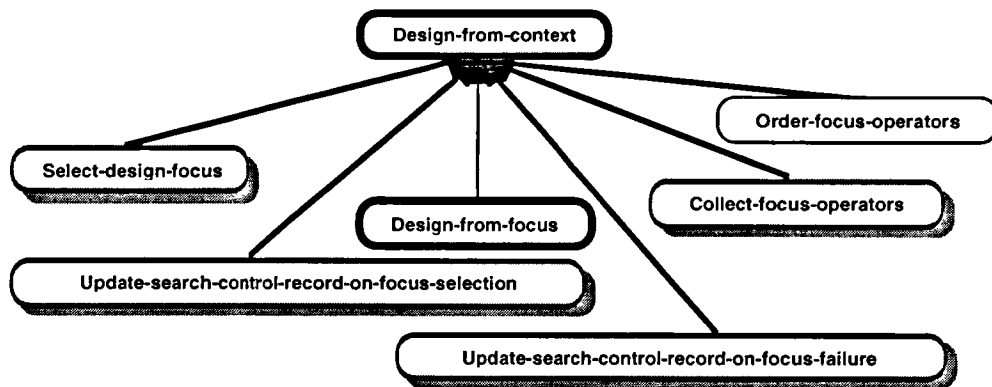 Design-from-context
Order-focus-operators
Select-design-focus
Collect-focus-operators
Design-from-focus
Update-search-control-record-on-focus-selection
Update-search-control-record-on-focus-failure